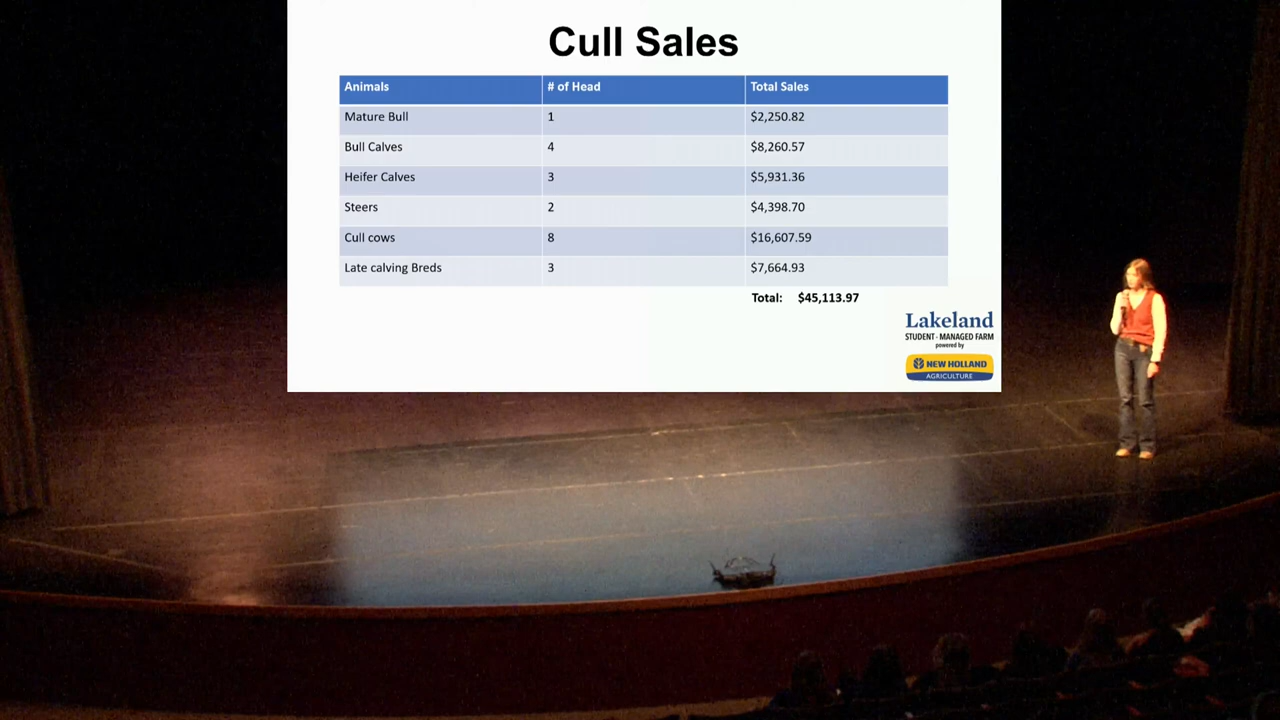 Cull Sales
Animals # of Head Total Sales
Mature Bull 1 $2,250.82
Bull Calves 4 $8,260.57
Heifer Calves 3 $5,931.36
Steers 2 $4,398.70
Cull cows 8 $16,607.59
Late calving Breds 3 $7,664.93
Total: $45,113.97
Lakeland
STUDENT - MANAGED FARM
powered by
NEW HOLLAND
AGRICULTURE